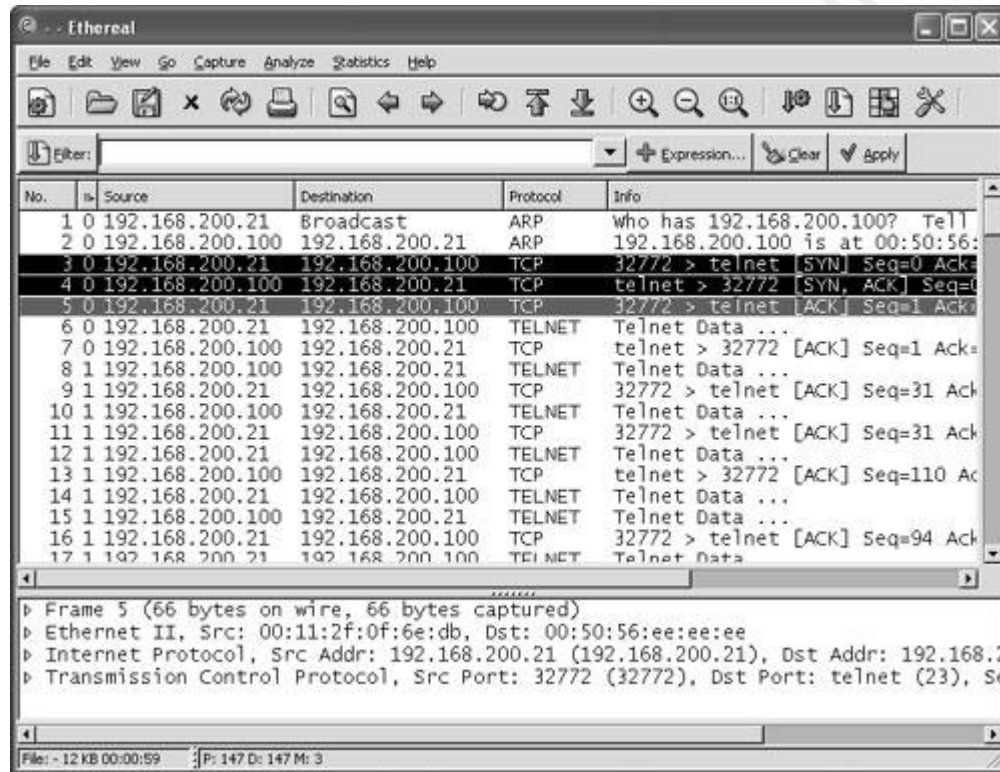 - - Ethereal
File Edit View Go Capture Analyze Statistics Help
Filter: Expression... Clear Apply
No. Source Destination Protocol Info
1 0 192.168.200.21 Broadcast ARP Who has 192.168.200.100? Tell
2 0 192.168.200.100 192.168.200.21 ARP 192.168.200.100 is at 00:50:56:
3 0 192.168.200.21 192.168.200.100 TCP 32772 > telnet [SYN] Seq=0 Ack=
4 0 192.168.200.100 192.168.200.21 TCP telnet > 32772 [SYN, ACK] Seq=0
5 0 192.168.200.21 192.168.200.100 TCP 32772 > telnet [ACK] Seq=1 Ack=
6 0 192.168.200.21 192.168.200.100 TELNET Telnet Data ...
7 0 192.168.200.100 192.168.200.21 TCP telnet > 32772 [ACK] Seq=1 Ack=
8 1 192.168.200.100 192.168.200.21 TELNET Telnet Data ...
9 1 192.168.200.21 192.168.200.100 TCP 32772 > telnet [ACK] Seq=31 Ack
10 1 192.168.200.100 192.168.200.21 TELNET Telnet Data ...
11 1 192.168.200.21 192.168.200.100 TCP 32772 > telnet [ACK] Seq=31 Ack
12 1 192.168.200.21 192.168.200.100 TELNET Telnet Data ...
13 1 192.168.200.100 192.168.200.21 TCP telnet > 32772 [ACK] Seq=110 Ac
14 1 192.168.200.21 192.168.200.100 TELNET Telnet Data ...
15 1 192.168.200.100 192.168.200.21 TELNET Telnet Data ...
16 1 192.168.200.21 192.168.200.100 TCP 32772 > telnet [ACK] Seq=94 Ack
17 1 192.168.200.21 192.168.200.100 TELNET Telnet Data
Frame 5 (66 bytes on wire, 66 bytes captured)
Ethernet II, Src: 00:11:2f:0f:6e:db, Dst: 00:50:56:ee:ee:ee
Internet Protocol, Src Addr: 192.168.200.21 (192.168.200.21), Dst Addr: 192.168.2
Transmission Control Protocol, Src Port: 32772 (32772), Dst Port: telnet (23), Se
File: - 12 KB 00:00:59 P: 147 D: 147 M: 3